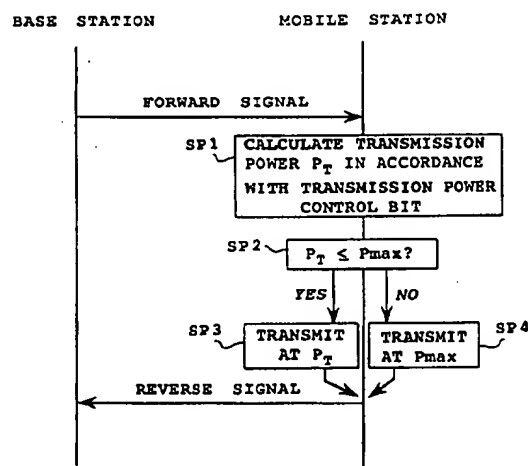 BASE STATION
MOBILE STATION
FORWARD SIGNAL
SP1
CALCULATE TRANSMISSION
POWER PT IN ACCORDANCE
WITH TRANSMISSION POWER
CONTROL BIT
SP2
PT ≤ Pmax?
YES
NO
SP3
TRANSMIT
AT PT
TRANSMIT
AT Pmax
SP4
REVERSE SIGNAL